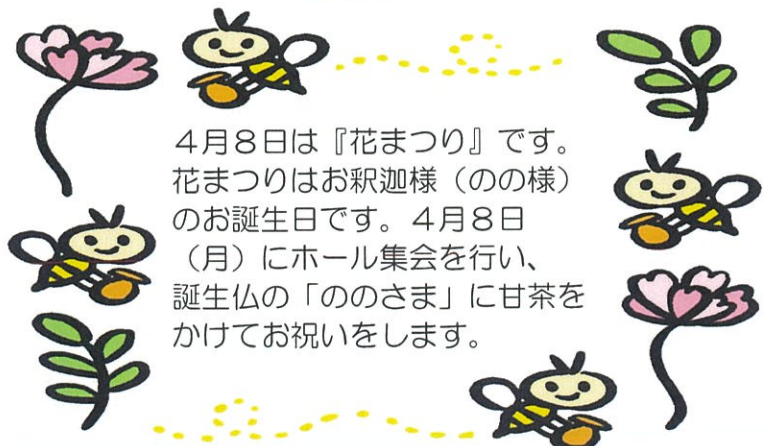 4月8日は『花まつり』です。
花まつりはお釈迦様（のの様）
のお誕生日です。4月8日
（月）にホール集会を行い、
誕生仏の「ののさま」に甘茶を
かけてお祝いをします。